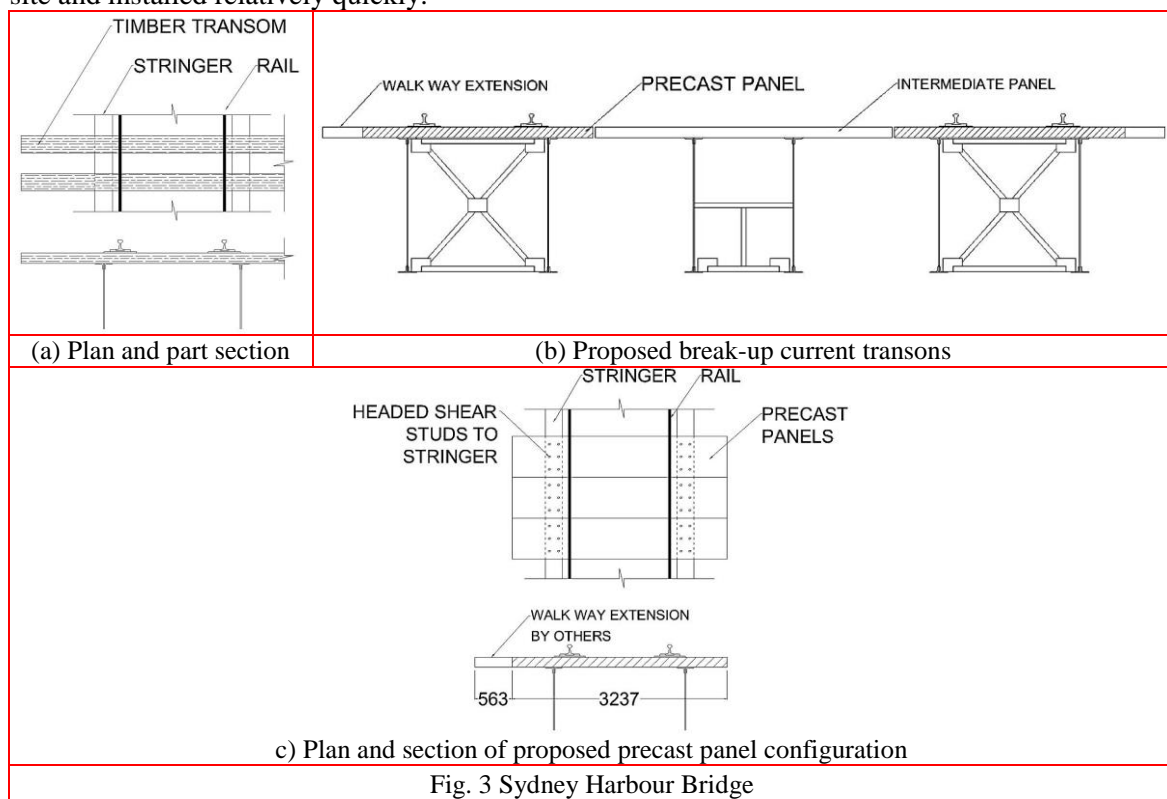 site and installed relatively quickly.
TIMBER TRANSOM
STRINGER
RAIL
(a) Plan and part section
WALK WAY EXTENSION
PRECAST PANEL
INTERMEDIATE PANEL
(b) Proposed break-up current transons
STRINGER
RAIL
HEADED SHEAR
STUDS TO
STRINGER
PRECAST
PANELS
WALK WAY EXTENSION
BY OTHERS
563
3237
c) Plan and section of proposed precast panel configuration
Fig. 3 Sydney Harbour Bridge